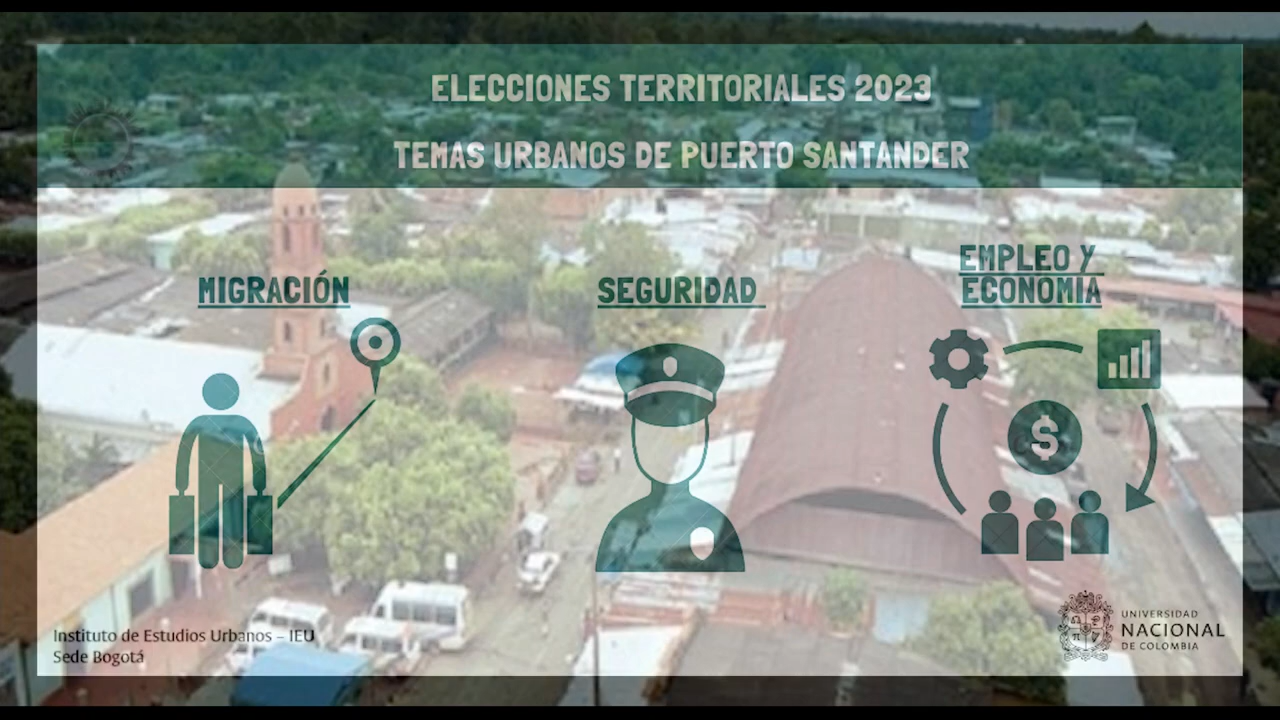 ELECCIONES TERRITORIALES 2023
TEMAS URBANOS DE PUERTO SANTANDER
MIGRACIÓN
SEGURIDAD
EMPLEO Y
ECONOMÍA
$
Instituto de Estudios Urbanos – IEU
Sede Bogotá
UNIVERSIDAD
NACIONAL
DE COLOMBIA